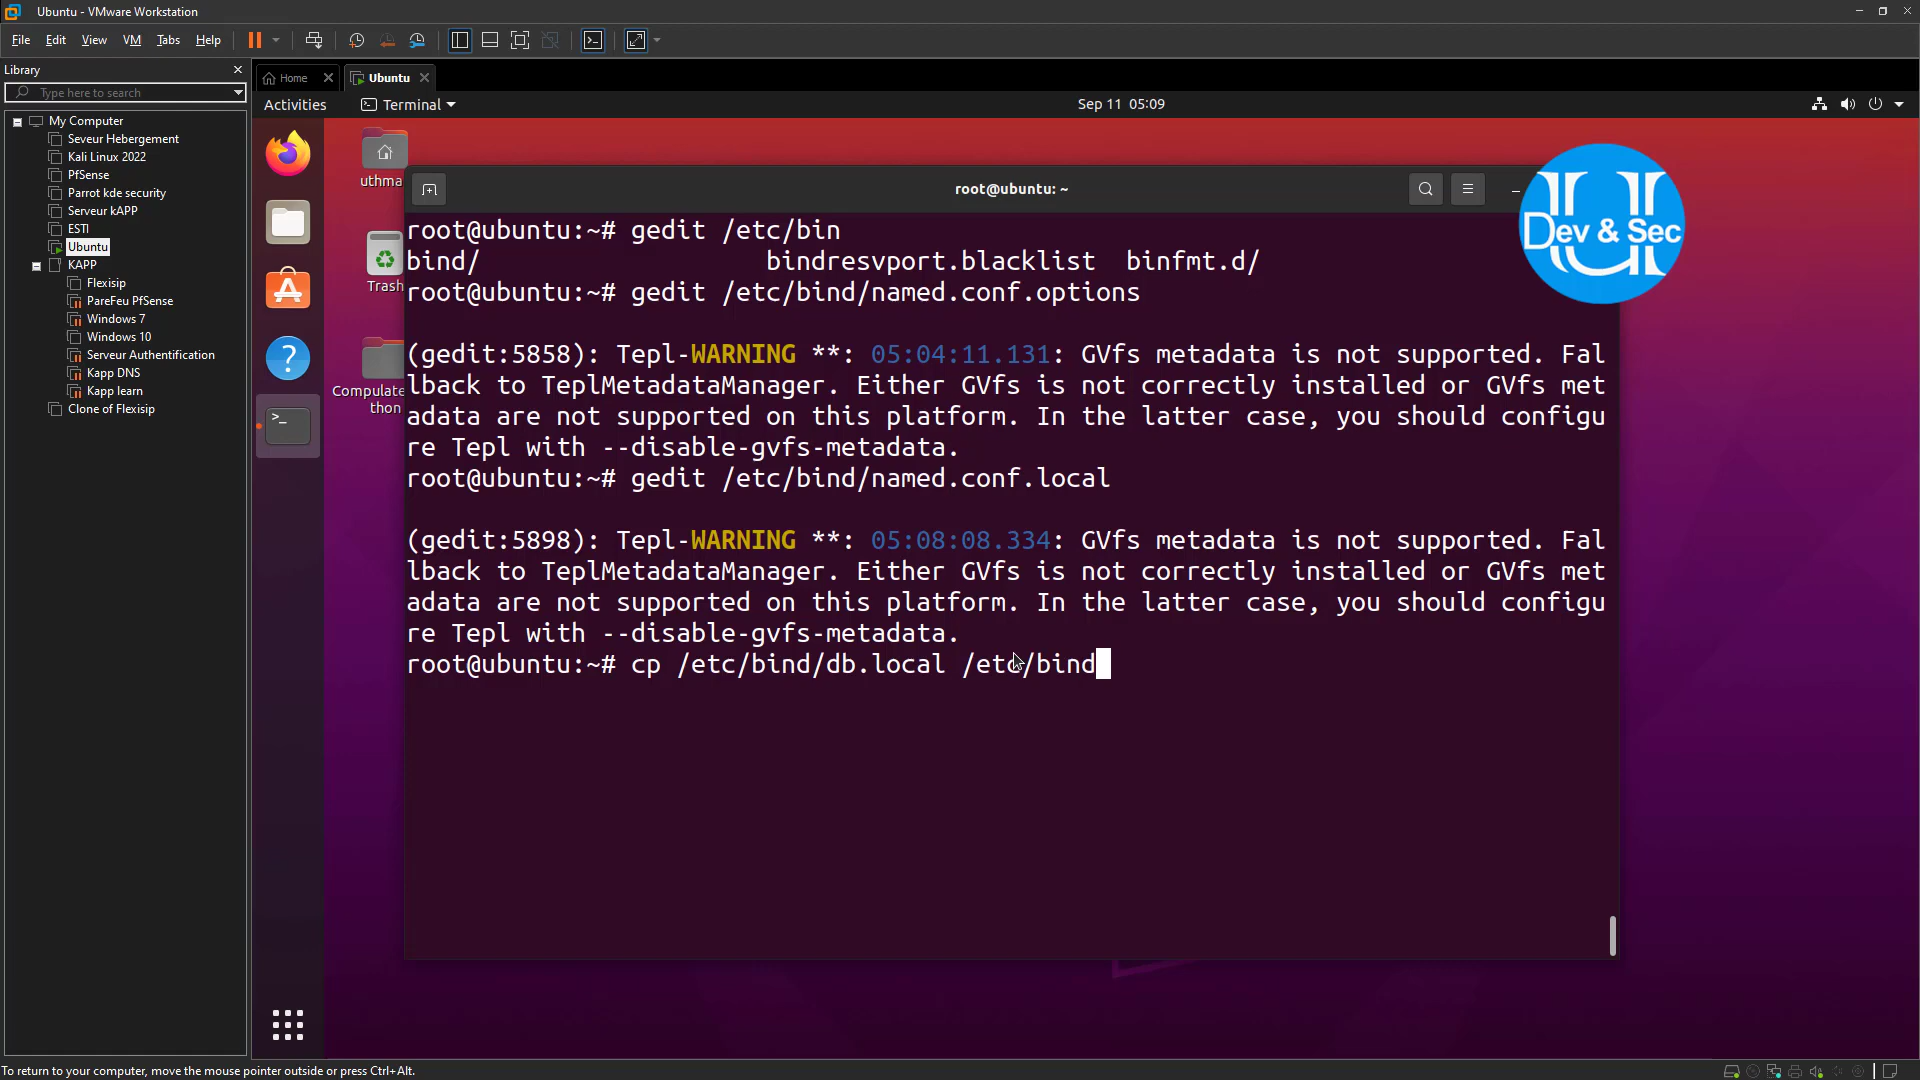 Ubuntu - VMware Workstation
File Edit View VM Tabs Help
Library
Type here to search
My Computer
Seveur Hebergement
Kali Linux 2022
PfSense
Parrot kde security
Serveur kAPP
ESTI
Ubuntu
KAPP
Flexisip
PareFeu PfSense
Windows 7
Windows 10
Serveur Authentification
Kapp DNS
Kapp learn
Clone of Flexisip
Home Ubuntu
Activities Terminal Sep 11 05:09
uthma
Trash
Compulate
thon
root@ubuntu: ~
U
Dev & Sec
root@ubuntu:~# gedit /etc/bin
bind/ bindresvport.blacklist binfmt.d/
root@ubuntu:~# gedit /etc/bind/named.conf.options
(gedit:5858): Tepl-WARNING **: 05:04:11.131: GVfs metadata is not supported. Fal
lback to TeplMetadataManager. Either GVfs is not correctly installed or GVfs met
adata are not supported on this platform. In the latter case, you should configu
re Tepl with --disable-gvfs-metadata.
root@ubuntu:~# gedit /etc/bind/named.conf.local
(gedit:5898): Tepl-WARNING **: 05:08:08.334: GVfs metadata is not supported. Fal
lback to TeplMetadataManager. Either GVfs is not correctly installed or GVfs met
adata are not supported on this platform. In the latter case, you should configu
re Tepl with --disable-gvfs-metadata.
root@ubuntu:~# cp /etc/bind/db.local /etc/bind
To return to your computer, move the mouse pointer outside or press Ctrl+Alt.